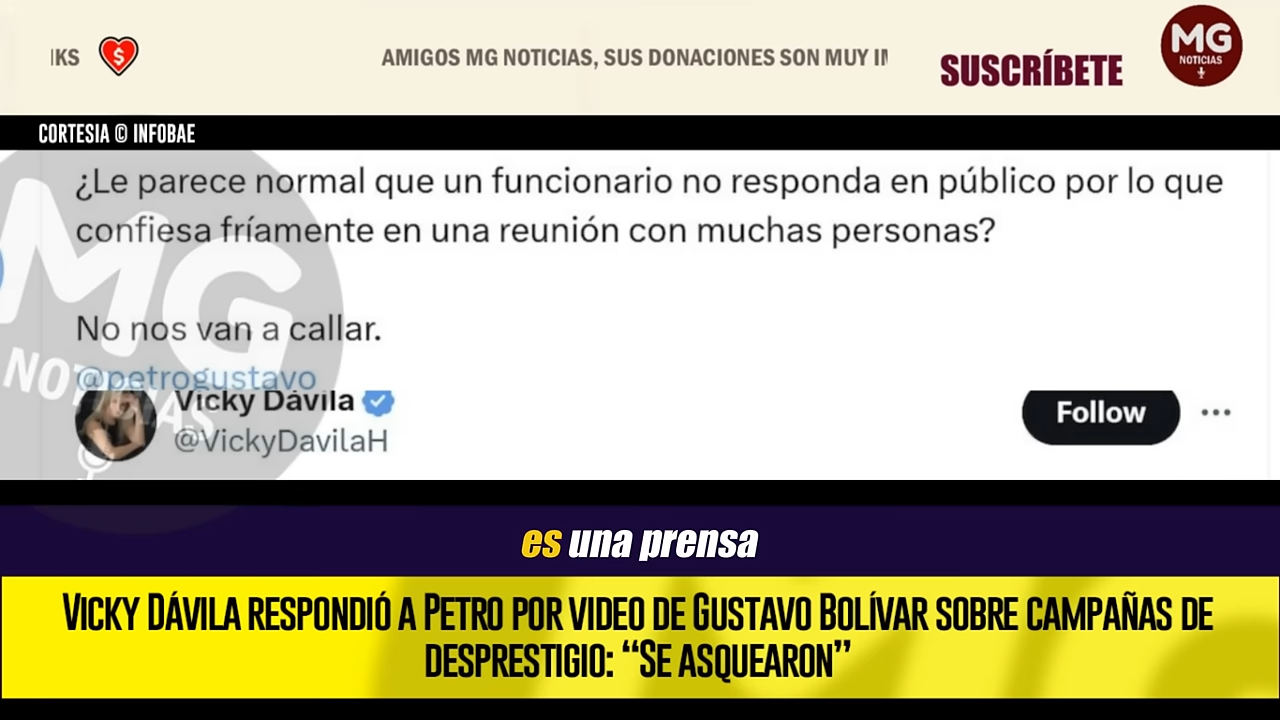 IKS
AMIGOS MG NOTICIAS, SUS DONACIONES SON MUY
SUSCRÍBETE
MG
NOTICIAS
CORTESIA © INFOBAE
¿Le parece normal que un funcionario no responda en público por lo que
confiesa fríamente en una reunión con muchas personas?
No nos van a callar.
@petrogustavo
Vicky Dávila
@VickyDavilaH
Follow
MG
NOTICIAS
es una prensa
VICKY DÁVILA RESPONDIÓ A PETRO POR VIDEO DE GUSTAVO BOLÍVAR SOBRE CAMPAÑAS DE
DESPRESTIGIO: “SE ASQUEARON”